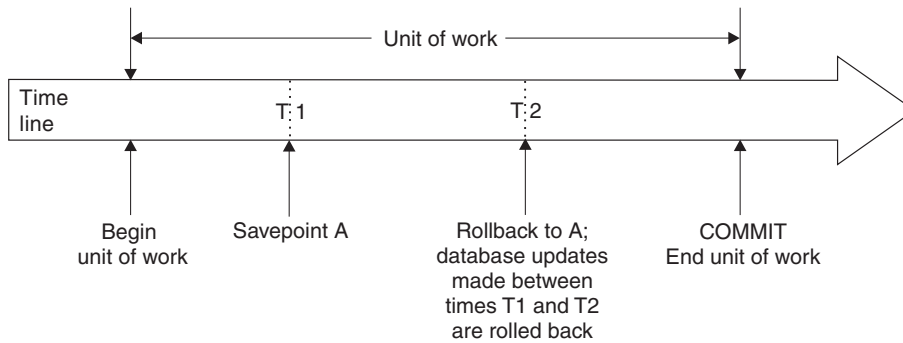 Unit of work
Time
line
T 1
T 2
Begin
unit of work
Savepoint A
Rollback to A;
database updates
made between
times T1 and T2
are rolled back
COMMIT
End unit of work